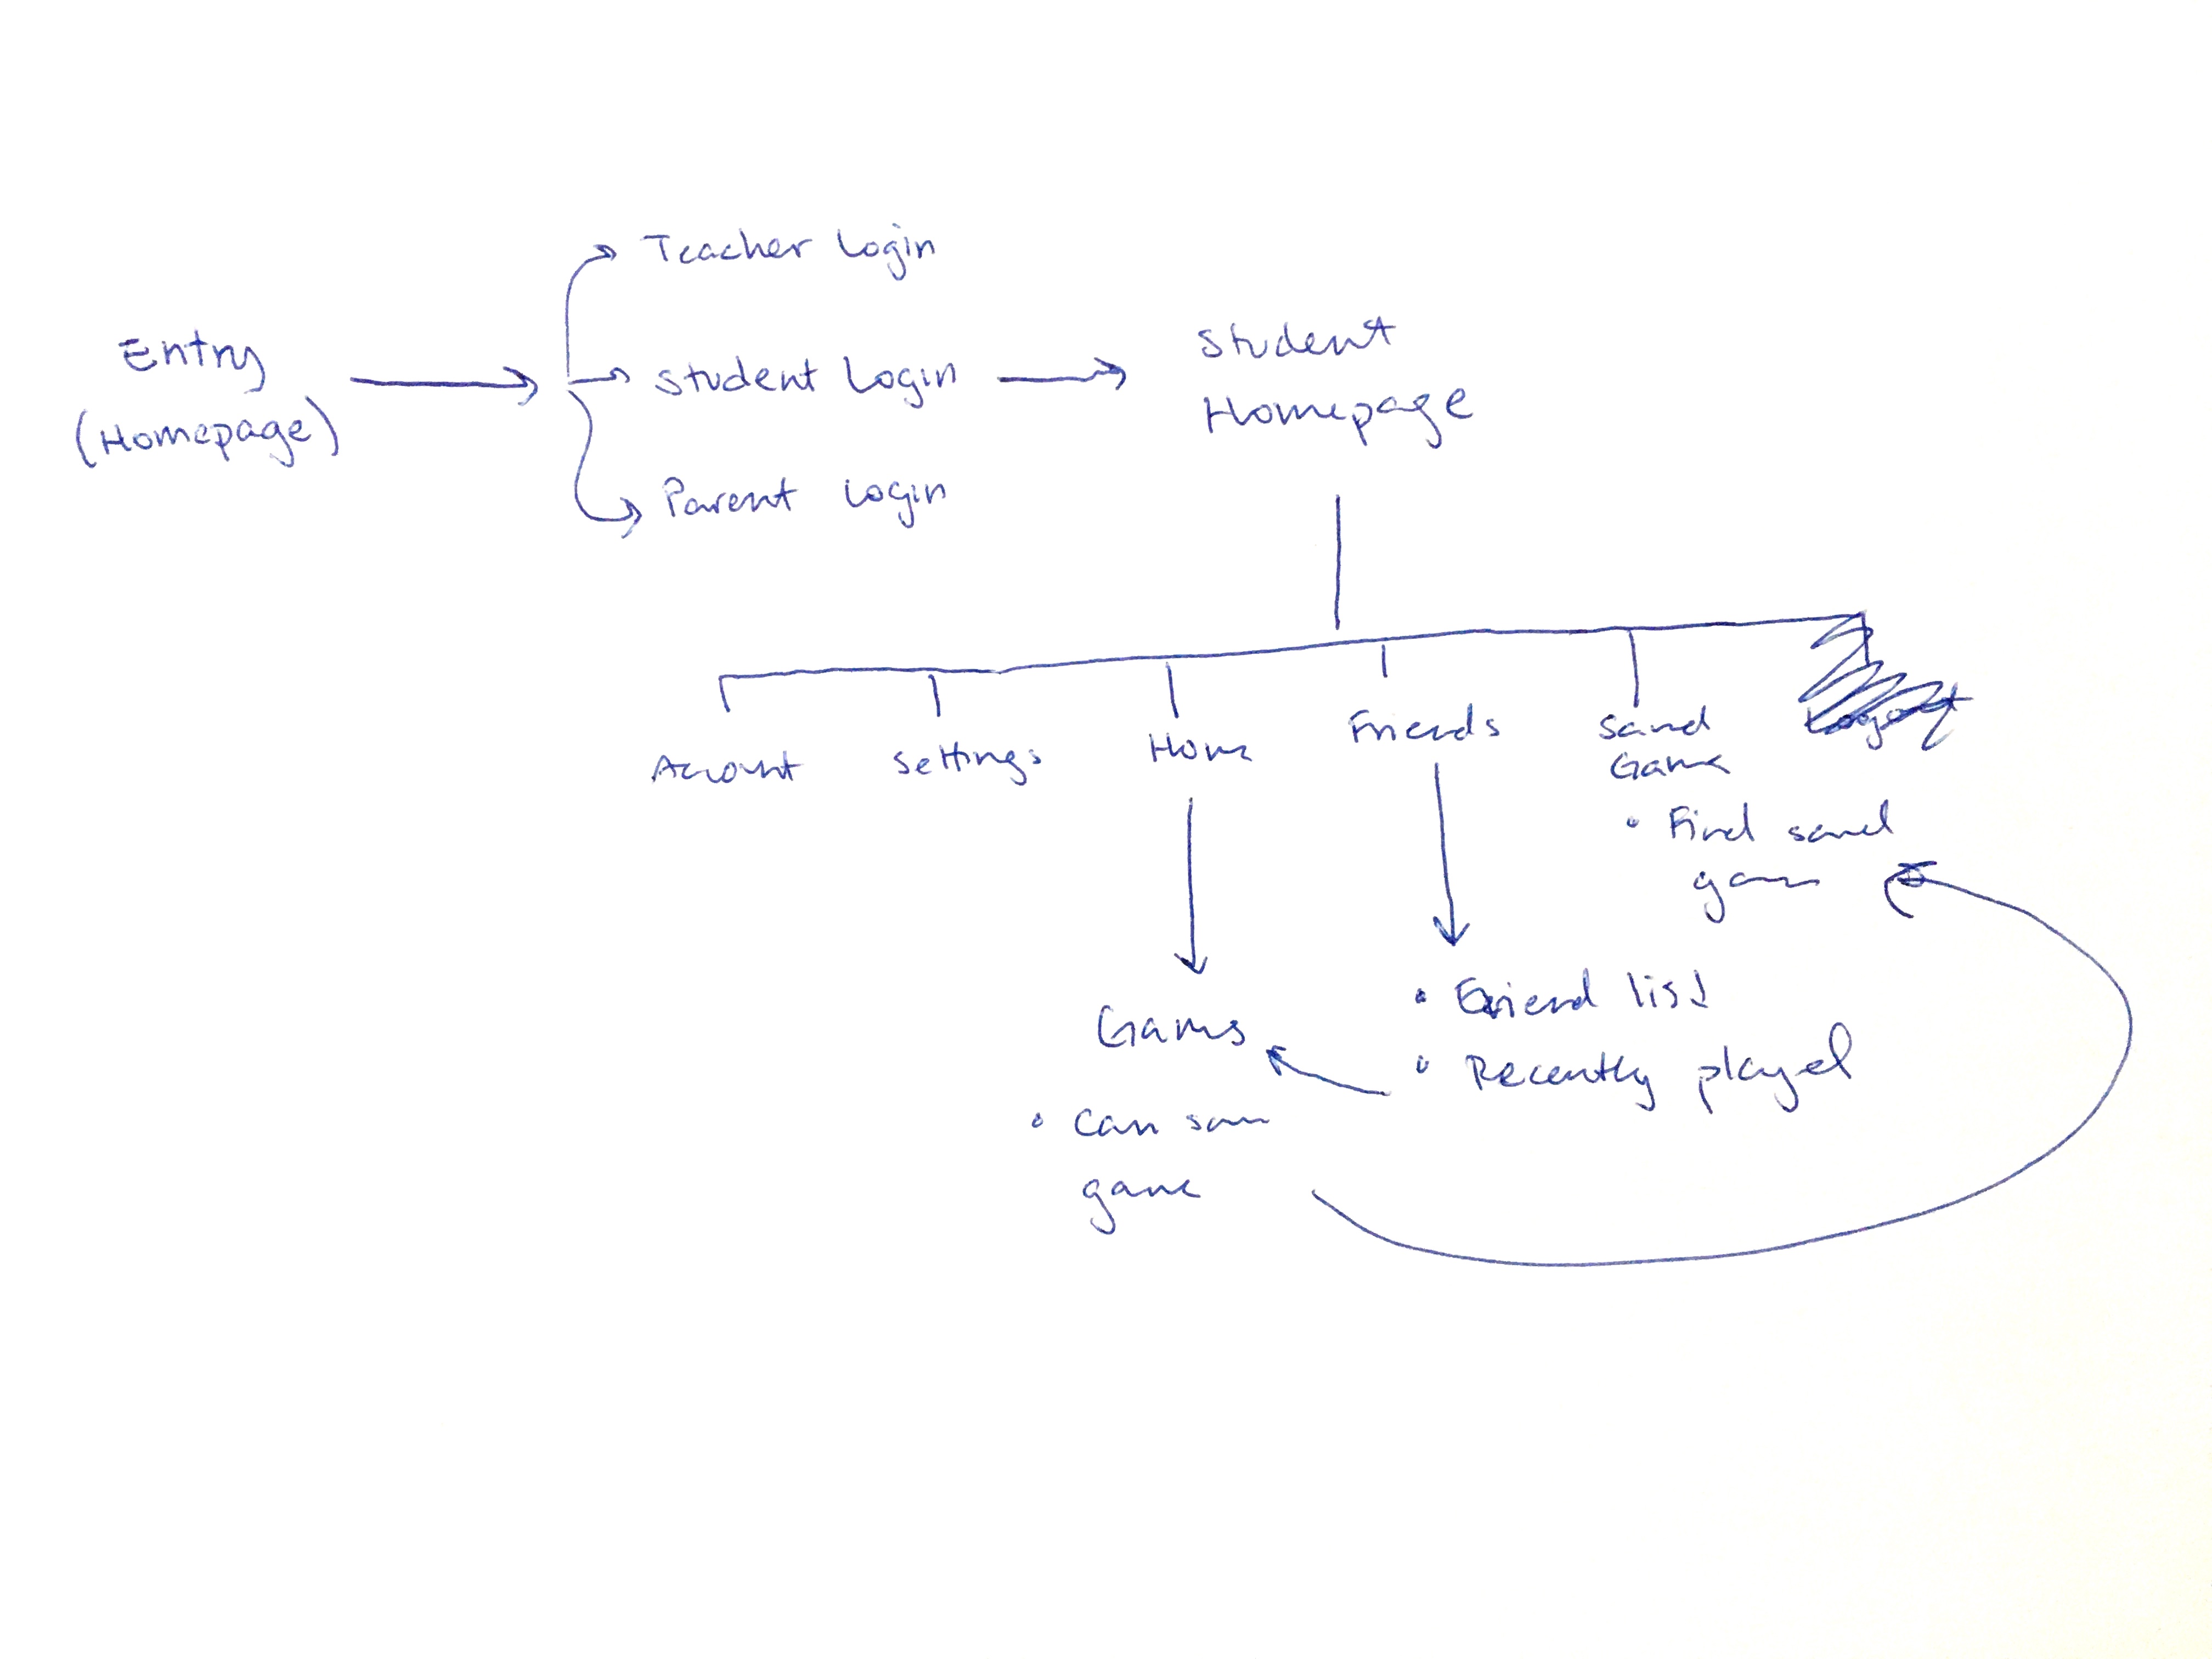 Teacher Login
Entry
(Homepage)
Student Login
Parent Login
Student
Homepage
Account
Settings
Home
Friends
Saved
Game
Logout
• Find saved
game
Games
• Can save
game
• Friend list
• Recently played